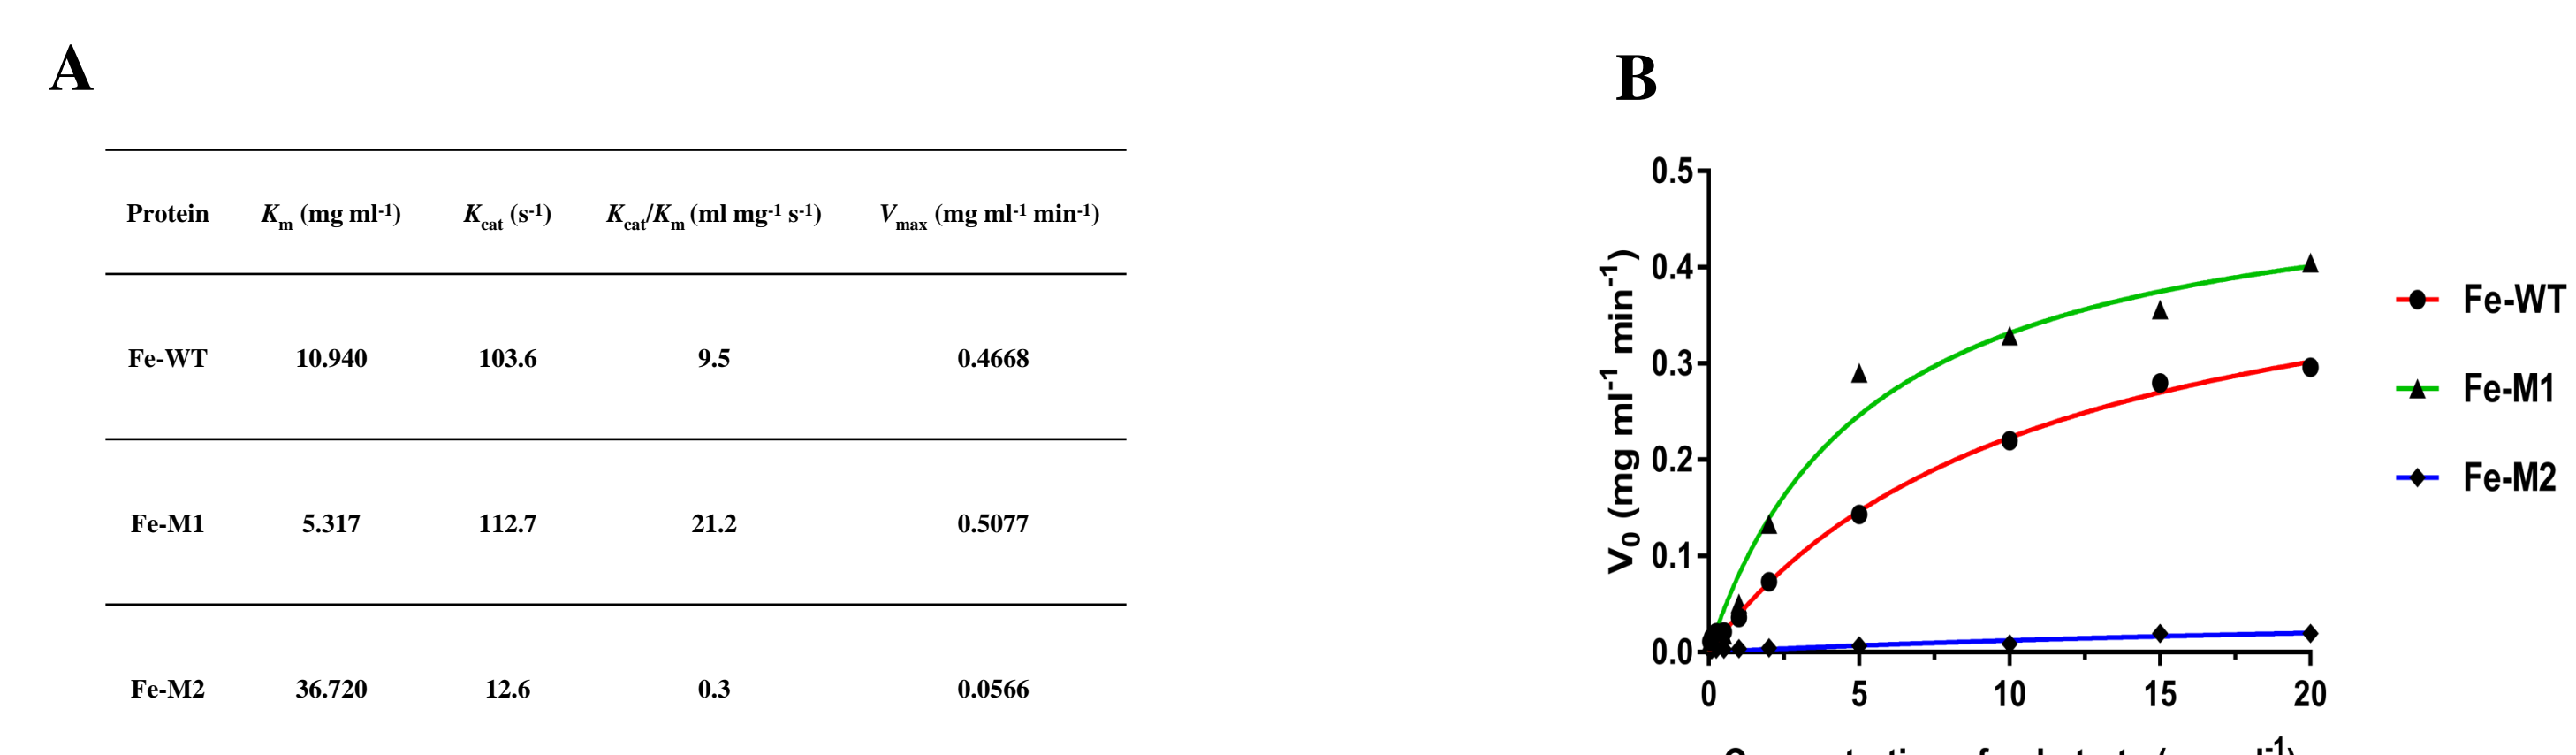 A
Protein Km (mg ml-1) Kcat (s-1) Kcat/Km (ml mg-1 s-1) Vmax (mg ml-1 min-1)
Fe-WT 10.940 103.6 9.5 0.4668
Fe-M1 5.317 112.7 21.2 0.5077
Fe-M2 36.720 12.6 0.3 0.0566
B
V0 (mg ml-1 min-1)
0.5
0.4
0.3
0.2
0.1
0.0
0 5 10 15 20
Fe-WT
Fe-M1
Fe-M2